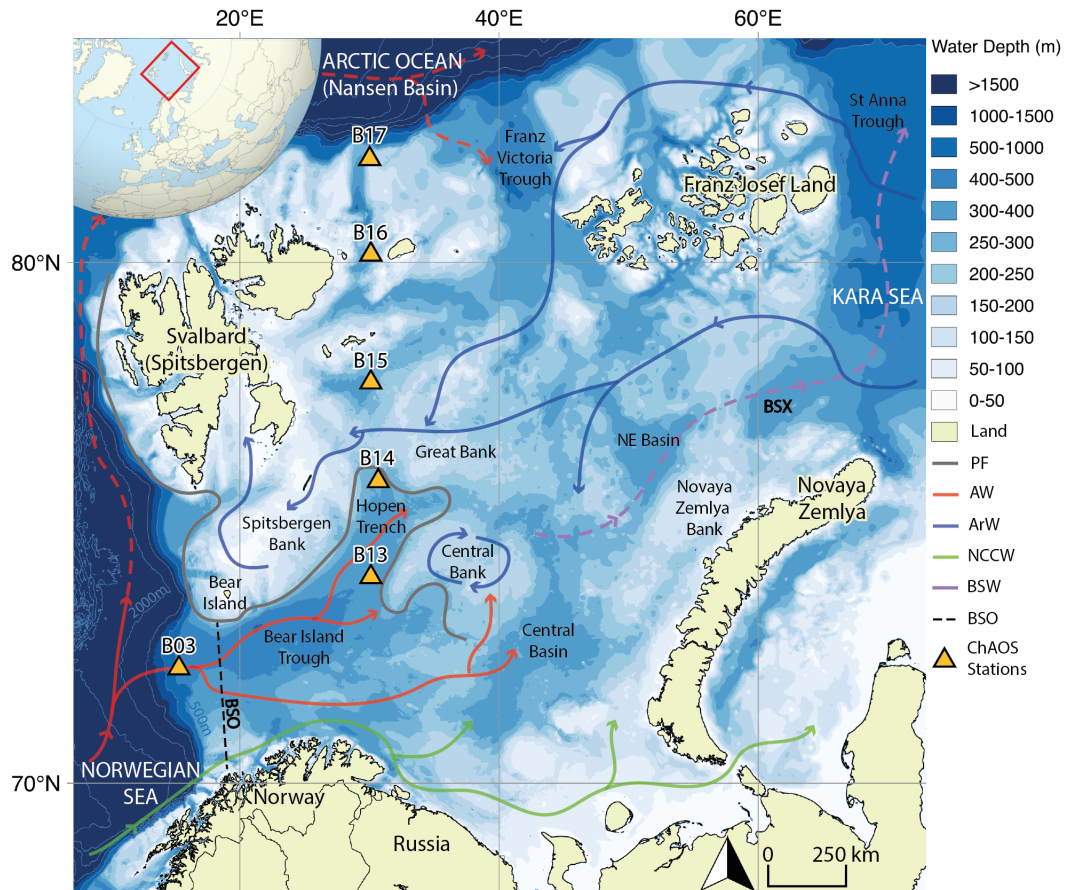 20°E
40°E
60°E
80°N
70°N
ARCTIC OCEAN
(Nansen Basin)
B17
Franz
Victoria
Trough
St Anna
Trough
Franz Josef Land
B16
KARA SEA
Svalbard
(Spitsbergen)
B15
BSX
Great Bank
NE Basin
B14
Hopen
Trench
Novaya
Zemlya
Bank
Novaya
Zemlya
Spitsbergen
Bank
Central
Bank
B13
Bear
Island
2000m
Bear Island
Trough
Central
Basin
B03
500m
BSO
NORWEGIAN
SEA
Norway
Russia
0
250 km
Water Depth (m)
>1500
1000-1500
500-1000
400-500
300-400
250-300
200-250
150-200
100-150
50-100
0-50
Land
PF
AW
ArW
NCCW
BSW
BSO
ChAOS
Stations